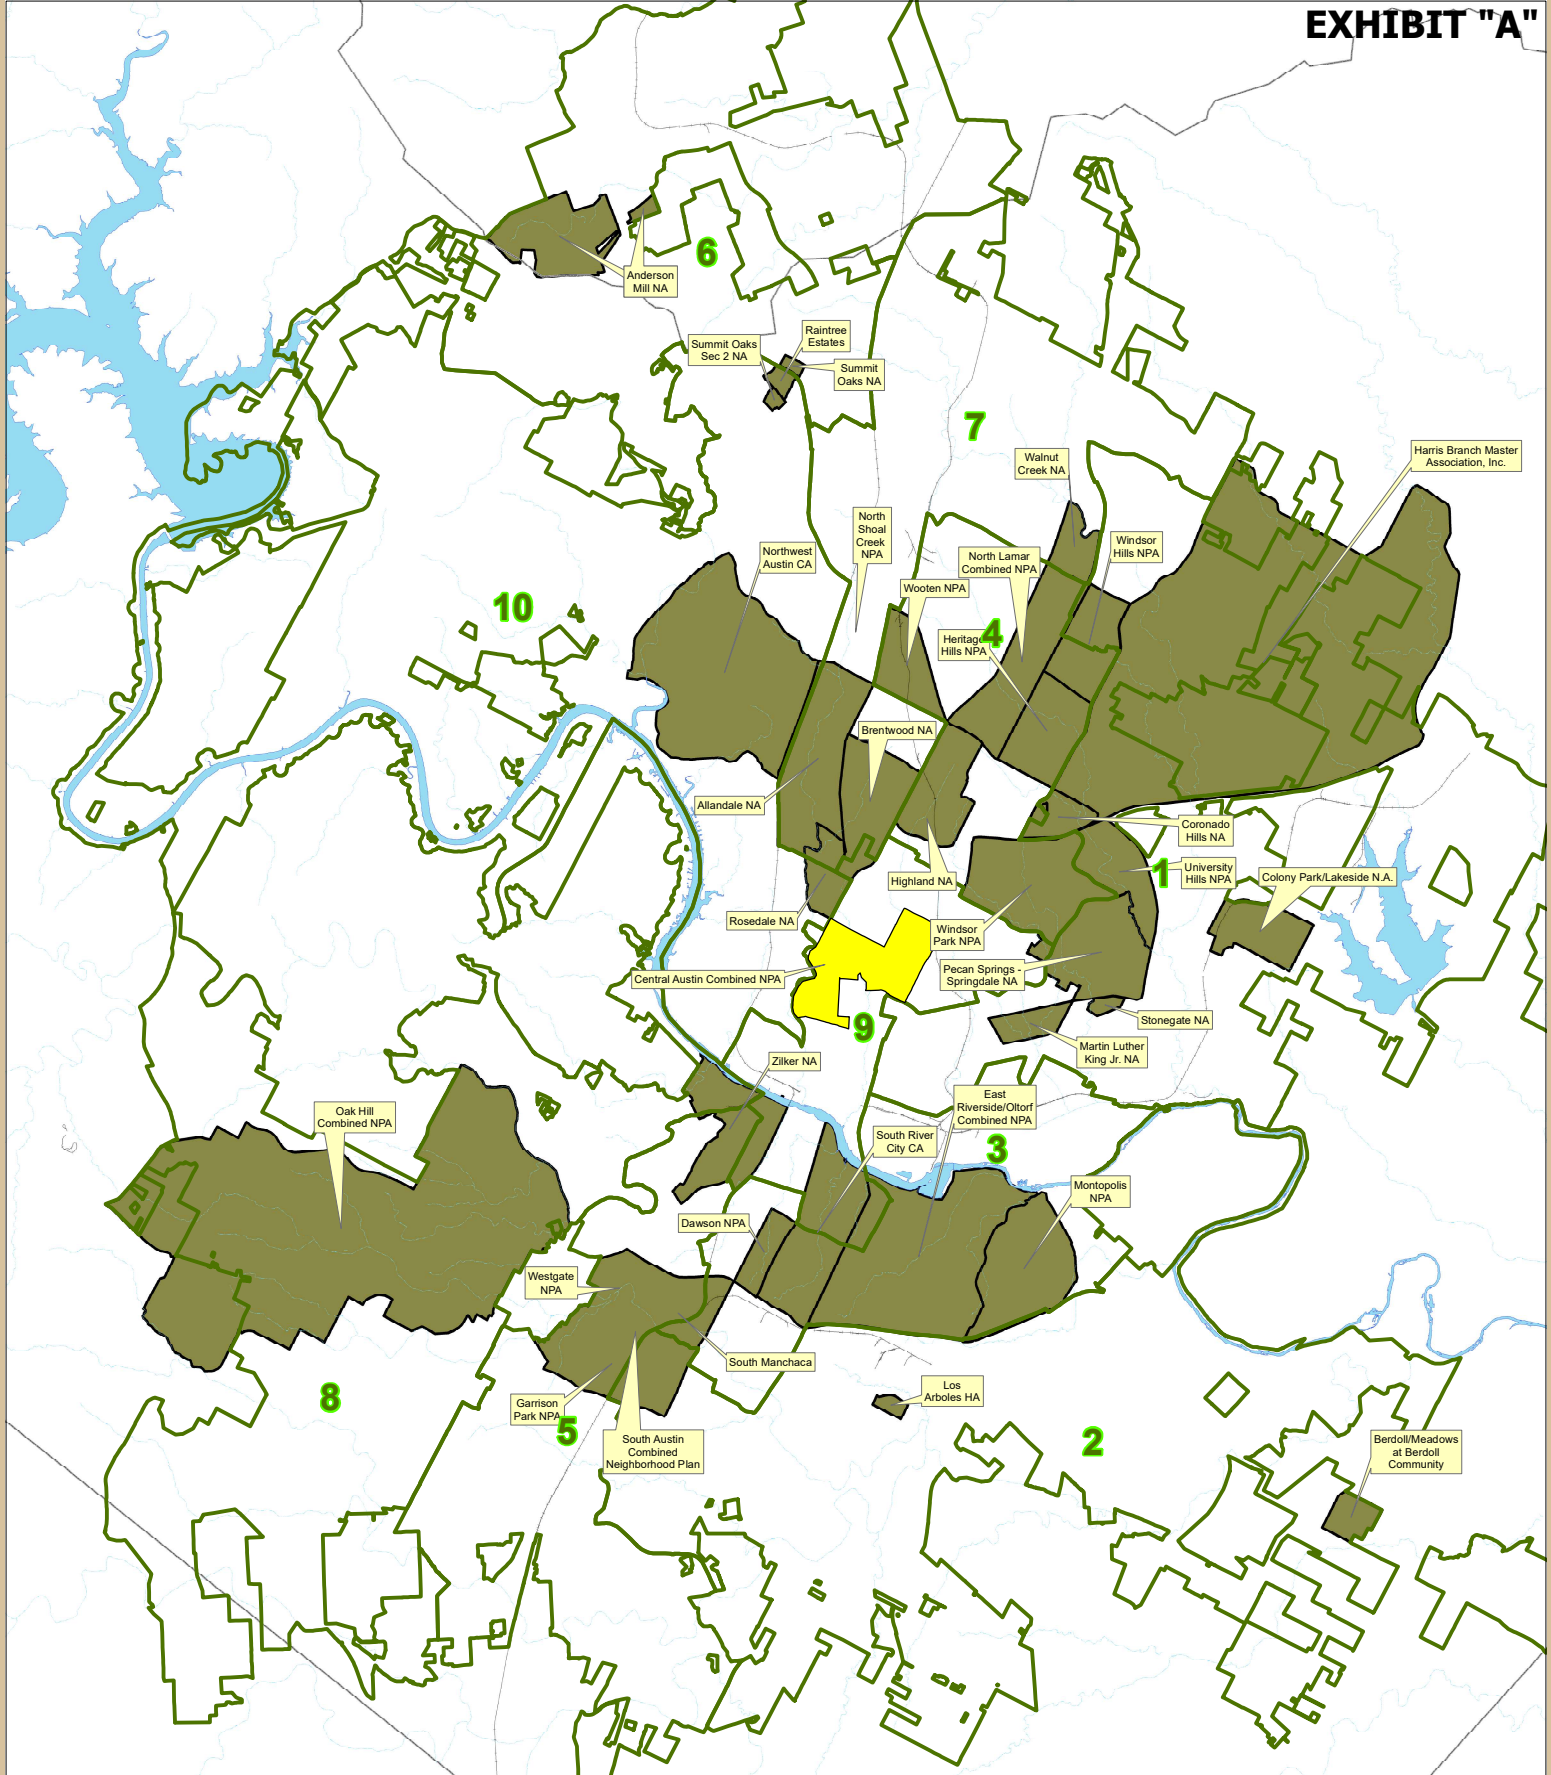 EXHIBIT "A"
6
Anderson
Mill NA
Raintree
Estates
Summit Oaks
Sec 2 NA
Summit
Oaks NA
7
Walnut
Creek NA
Harris Branch Master
Association, Inc.
North
Shoal
Creek
NPA
Windsor
Hills NPA
Northwest
Austin CA
North Lamar
Combined NPA
Wooten NPA
10
4
Heritage
Hills NPA
Brentwood NA
Allandale NA
Coronado
Hills NA
1
University
Hills NPA
Colony Park/Lakeside N.A.
Highland NA
Rosedale NA
Windsor
Park NPA
Central Austin Combined NPA
Pecan Springs -
Springdale NA
9
Stonegate NA
Martin Luther
King Jr. NA
Zilker NA
East
Riverside/Oltorf
Combined NPA
Oak Hill
Combined NPA
South River
City CA
3
Montopolis
NPA
Dawson NPA
Westgate
NPA
South Manchaca
8
Los
Arboles HA
Garrison
Park NPA
5
2
South Austin
Combined
Neighborhood Plan
Berdoll/Meadows
at Berdoll
Community